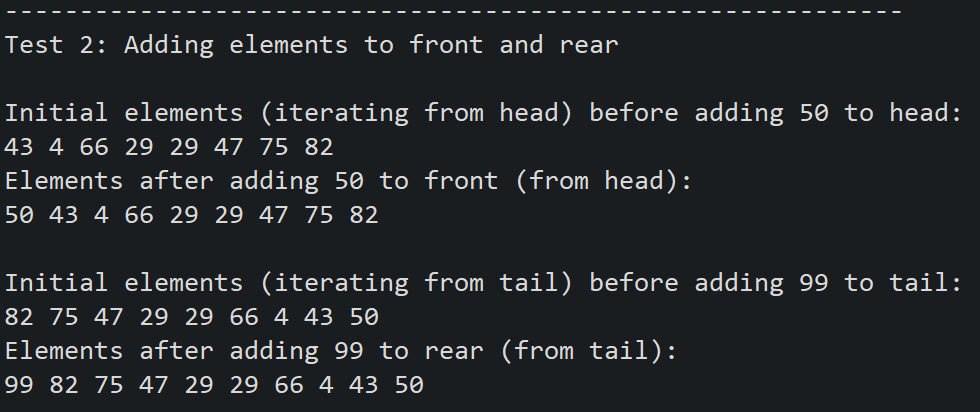 ------------------------------------------------------------
Test 2: Adding elements to front and rear
Initial elements (iterating from head) before adding 50 to head:
43 4 66 29 29 47 75 82
Elements after adding 50 to front (from head):
50 43 4 66 29 29 47 75 82
Initial elements (iterating from tail) before adding 99 to tail:
82 75 47 29 29 66 4 43 50
Elements after adding 99 to rear (from tail):
99 82 75 47 29 29 66 4 43 50